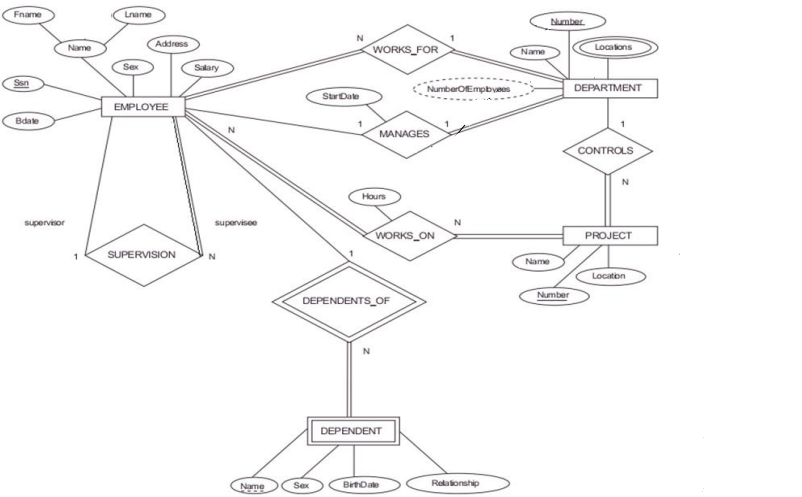 Fname
Lname
Name
Address
Sex
Salary
Ssn
Bdate
EMPLOYEE
N
WORKS_FOR
1
Number
Name
Locations
NumberOfEmployees
DEPARTMENT
StartDate
1
MANAGES
1
N
1
CONTROLS
N
supervisor
supervisee
1
SUPERVISION
N
Hours
WORKS_ON
N
PROJECT
Name
Number
Location
1
DEPENDENTS_OF
N
DEPENDENT
Name
Sex
BirthDate
Relationship